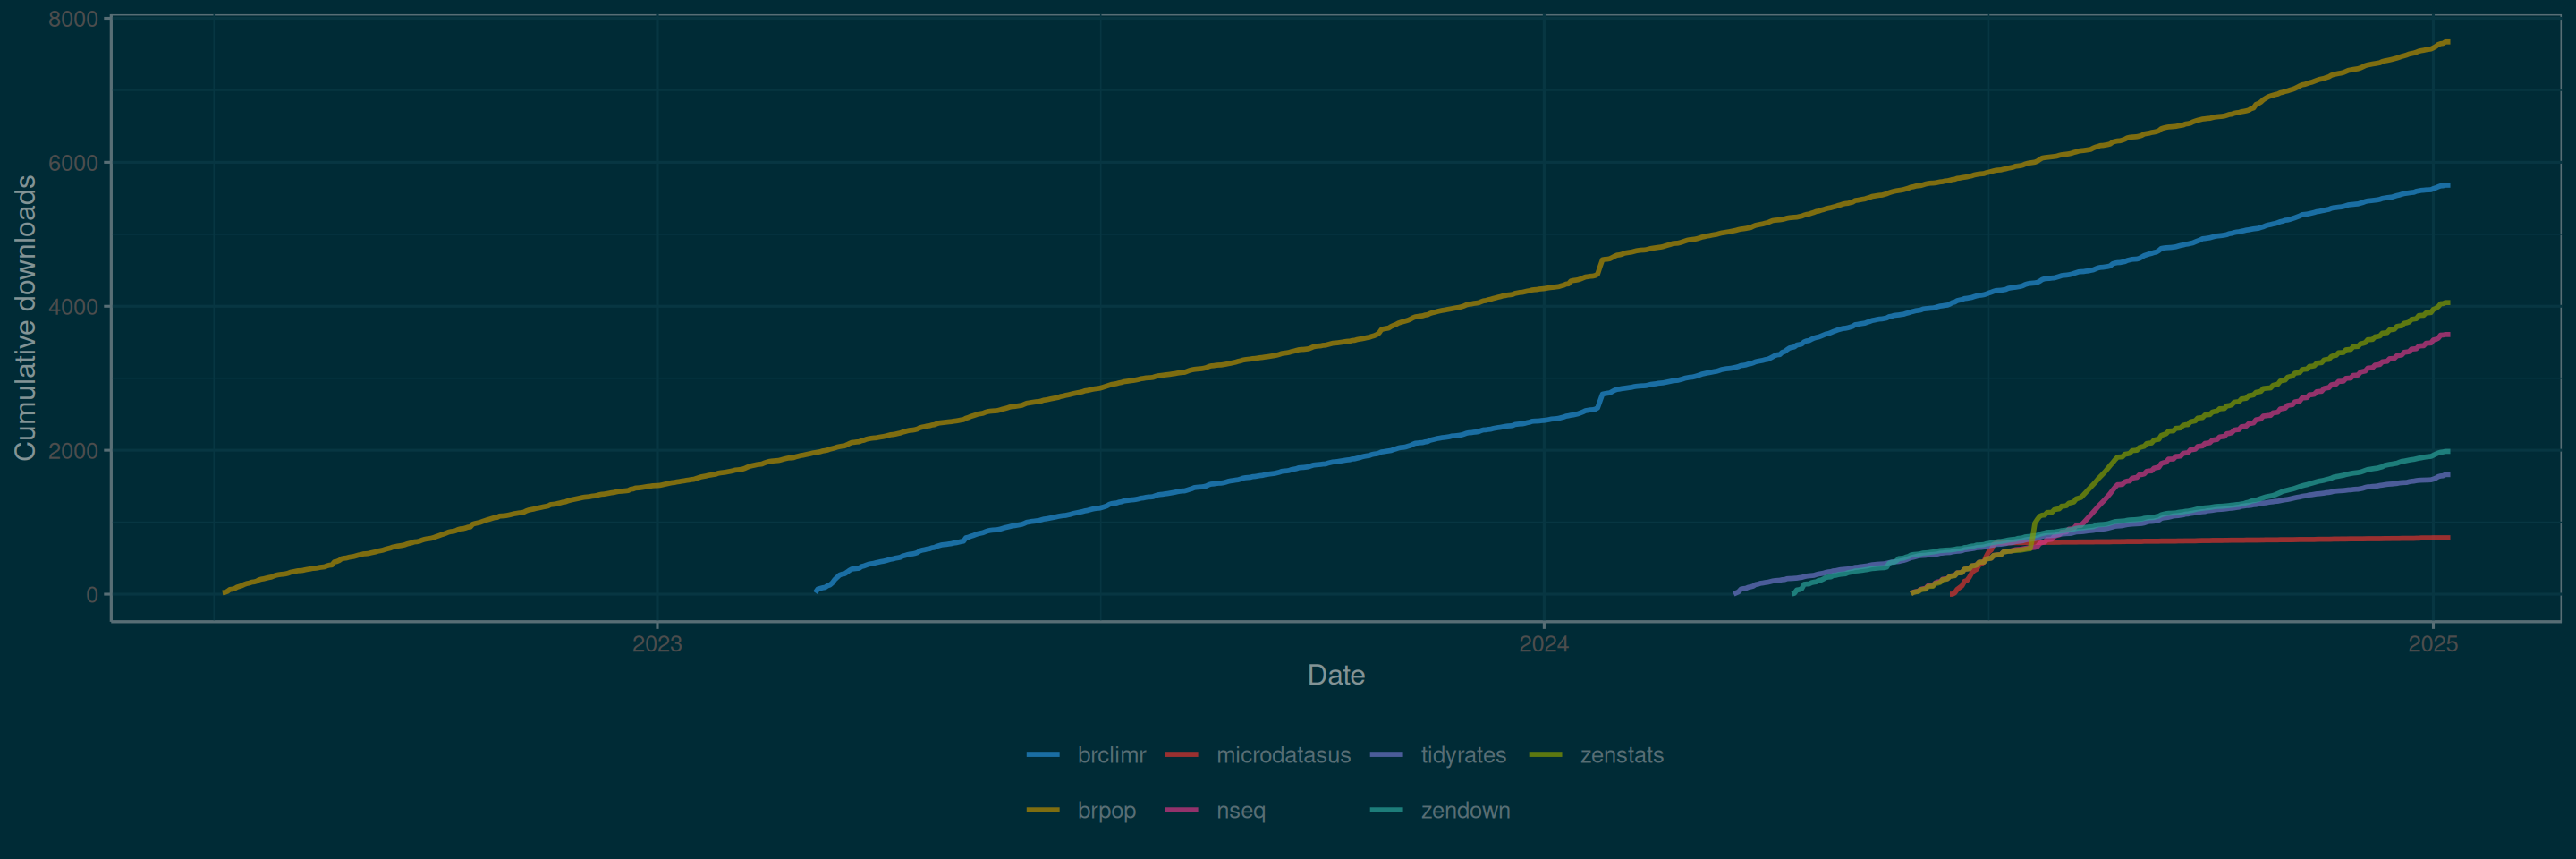 8000
6000
4000
2000
0
Cumulative downloads
2023 2024 2025
Date
brclimr microdatasus tidyrates zenstats
brpop nseq zendown